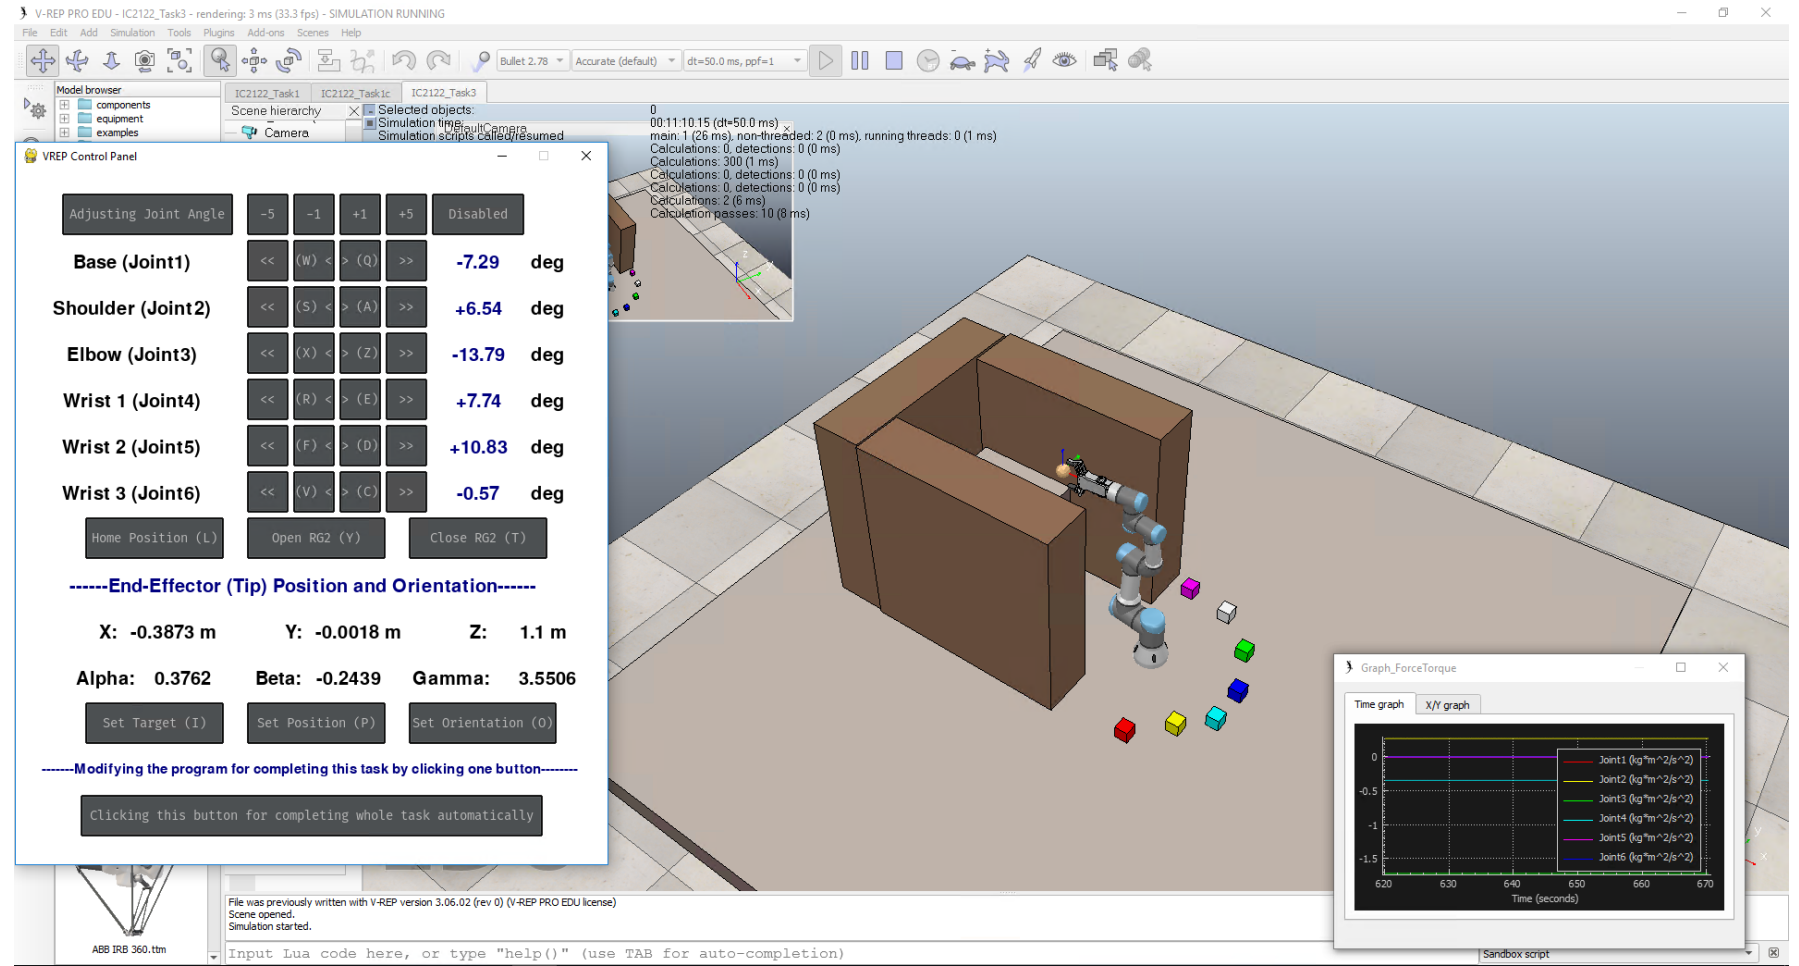 V-REP PRO EDU - IC2122_Task3 - rendering: 3 ms (33.3 fps) - SIMULATION RUNNING
File Edit Add Simulation Tools Plugins Add-ons Scenes Help
Bullet 2.78 Accurate (default) dt=50.0 ms, ppf=1
Model browser
components
equipment
examples
IC2122_Task1 IC2122_Task1c IC2122_Task3
Scene hierarchy
Camera
DefaultCamera
Selected objects: 0
Simulation time: 00:11:10.15 (dt=50.0 ms)
Simulation scripts called/resumed main: 1 (26 ms), non-threaded: 2 (0 ms), running threads: 0 (1 ms)
Calculations: 0, detections: 0 (0 ms)
Calculations: 300 (1 ms)
Calculations: 0, detections: 0 (0 ms)
Calculations: 0, detections: 0 (0 ms)
Calculations: 2 (6 ms)
Calculation passes: 10 (8 ms)
z
VREP Control Panel
Adjusting Joint Angle -5 -1 +1 +5 Disabled
Base (Joint1) << (W) < > (Q) >> -7.29 deg
Shoulder (Joint2) << (S) < > (A) >> +6.54 deg
Elbow (Joint3) << (X) < > (Z) >> -13.79 deg
Wrist 1 (Joint4) << (R) < > (E) >> +7.74 deg
Wrist 2 (Joint5) << (F) < > (D) >> +10.83 deg
Wrist 3 (Joint6) << (V) < > (C) >> -0.57 deg
Home Position (L) Open RG2 (Y) Close RG2 (T)
------End-Effector (Tip) Position and Orientation------
X: -0.3873 m Y: -0.0018 m Z: 1.1 m
Alpha: 0.3762 Beta: -0.2439 Gamma: 3.5506
Set Target (I) Set Position (P) Set Orientation (O)
-------Modifying the program for completing this task by clicking one button--------
Clicking this button for completing whole task automatically
Graph_ForceTorque
Time graph X/Y graph
0
-0.5
-1
-1.5
Joint1 (kg*m^2/s^2)
Joint2 (kg*m^2/s^2)
Joint3 (kg*m^2/s^2)
Joint4 (kg*m^2/s^2)
Joint5 (kg*m^2/s^2)
Joint6 (kg*m^2/s^2)
620 630 640 650 660 670
Time (seconds)
y
x
ABB IRB 360.ttm
File was previously written with V-REP version 3.06.02 (rev 0) (V-REP PRO EDU license)
Scene opened.
Simulation started.
Input Lua code here, or type "help()" (use TAB for auto-completion)
Sandbox script